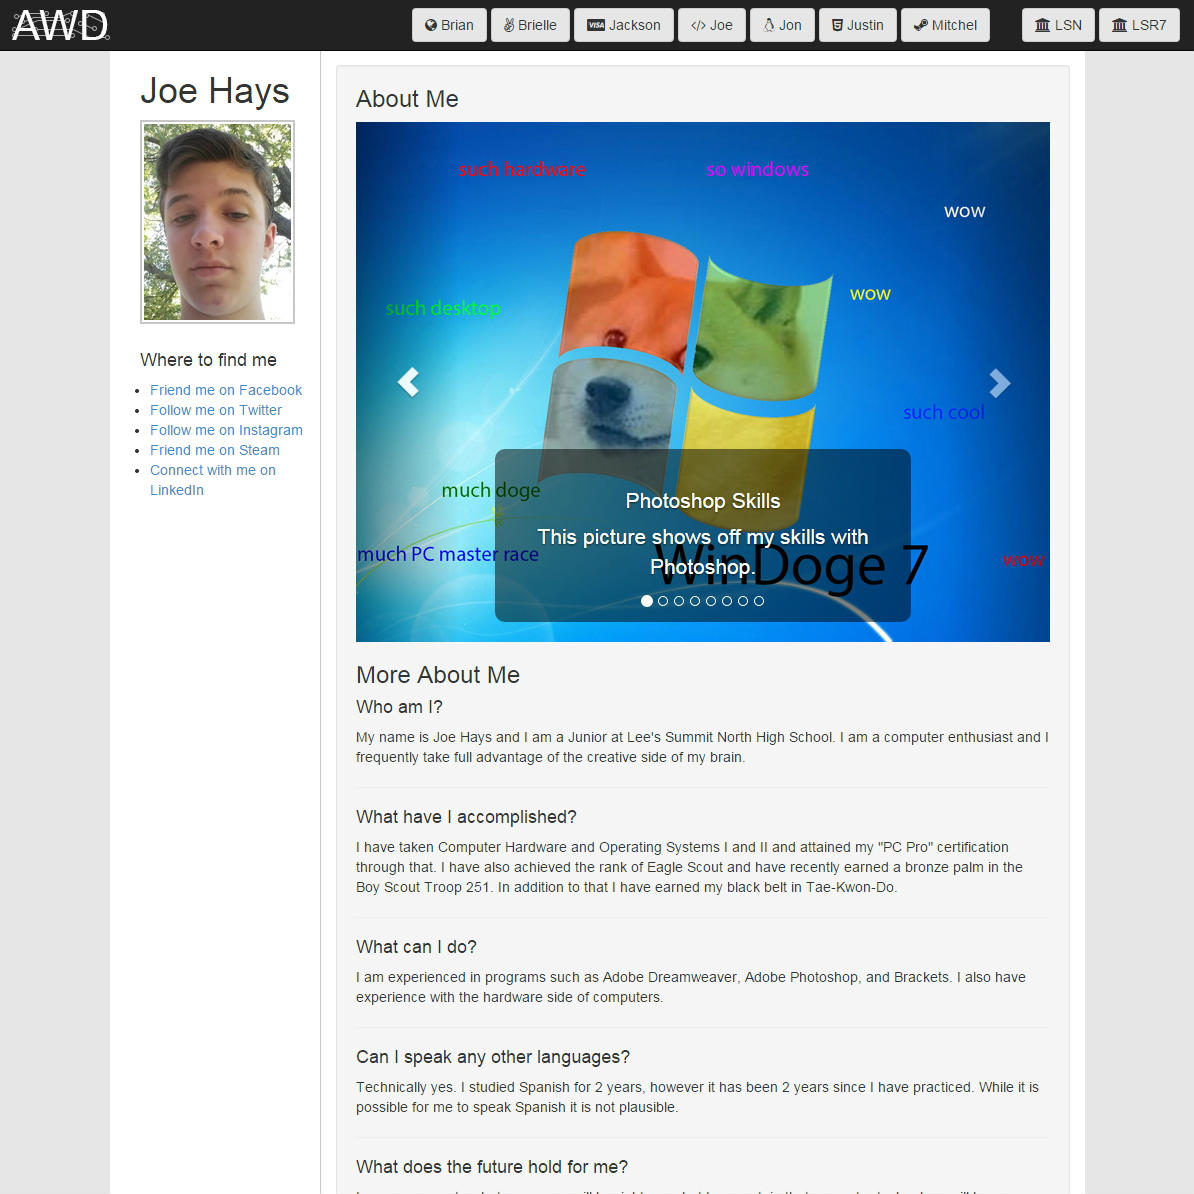 AWD
Brian Brielle Jackson Joe Jon Justin Mitchel LSN LSR7
Joe Hays
Where to find me
Friend me on Facebook
Follow me on Twitter
Follow me on Instagram
Friend me on Steam
Connect with me on
LinkedIn
About Me
such hardware
so windows
wow
wow
such desktop
such cool
much doge
much PC master race
wow
WinDoge 7
Photoshop Skills
This picture shows off my skills with
Photoshop.
More About Me
Who am I?
My name is Joe Hays and I am a Junior at Lee's Summit North High School. I am a computer enthusiast and I
frequently take full advantage of the creative side of my brain.
What have I accomplished?
I have taken Computer Hardware and Operating Systems I and II and attained my "PC Pro" certification
through that. I have also achieved the rank of Eagle Scout and have recently earned a bronze palm in the
Boy Scout Troop 251. In addition to that I have earned my black belt in Tae-Kwon-Do.
What can I do?
I am experienced in programs such as Adobe Dreamweaver, Adobe Photoshop, and Brackets. I also have
experience with the hardware side of computers.
Can I speak any other languages?
Technically yes. I studied Spanish for 2 years, however it has been 2 years since I have practiced. While it is
possible for me to speak Spanish it is not plausible.
What does the future hold for me?